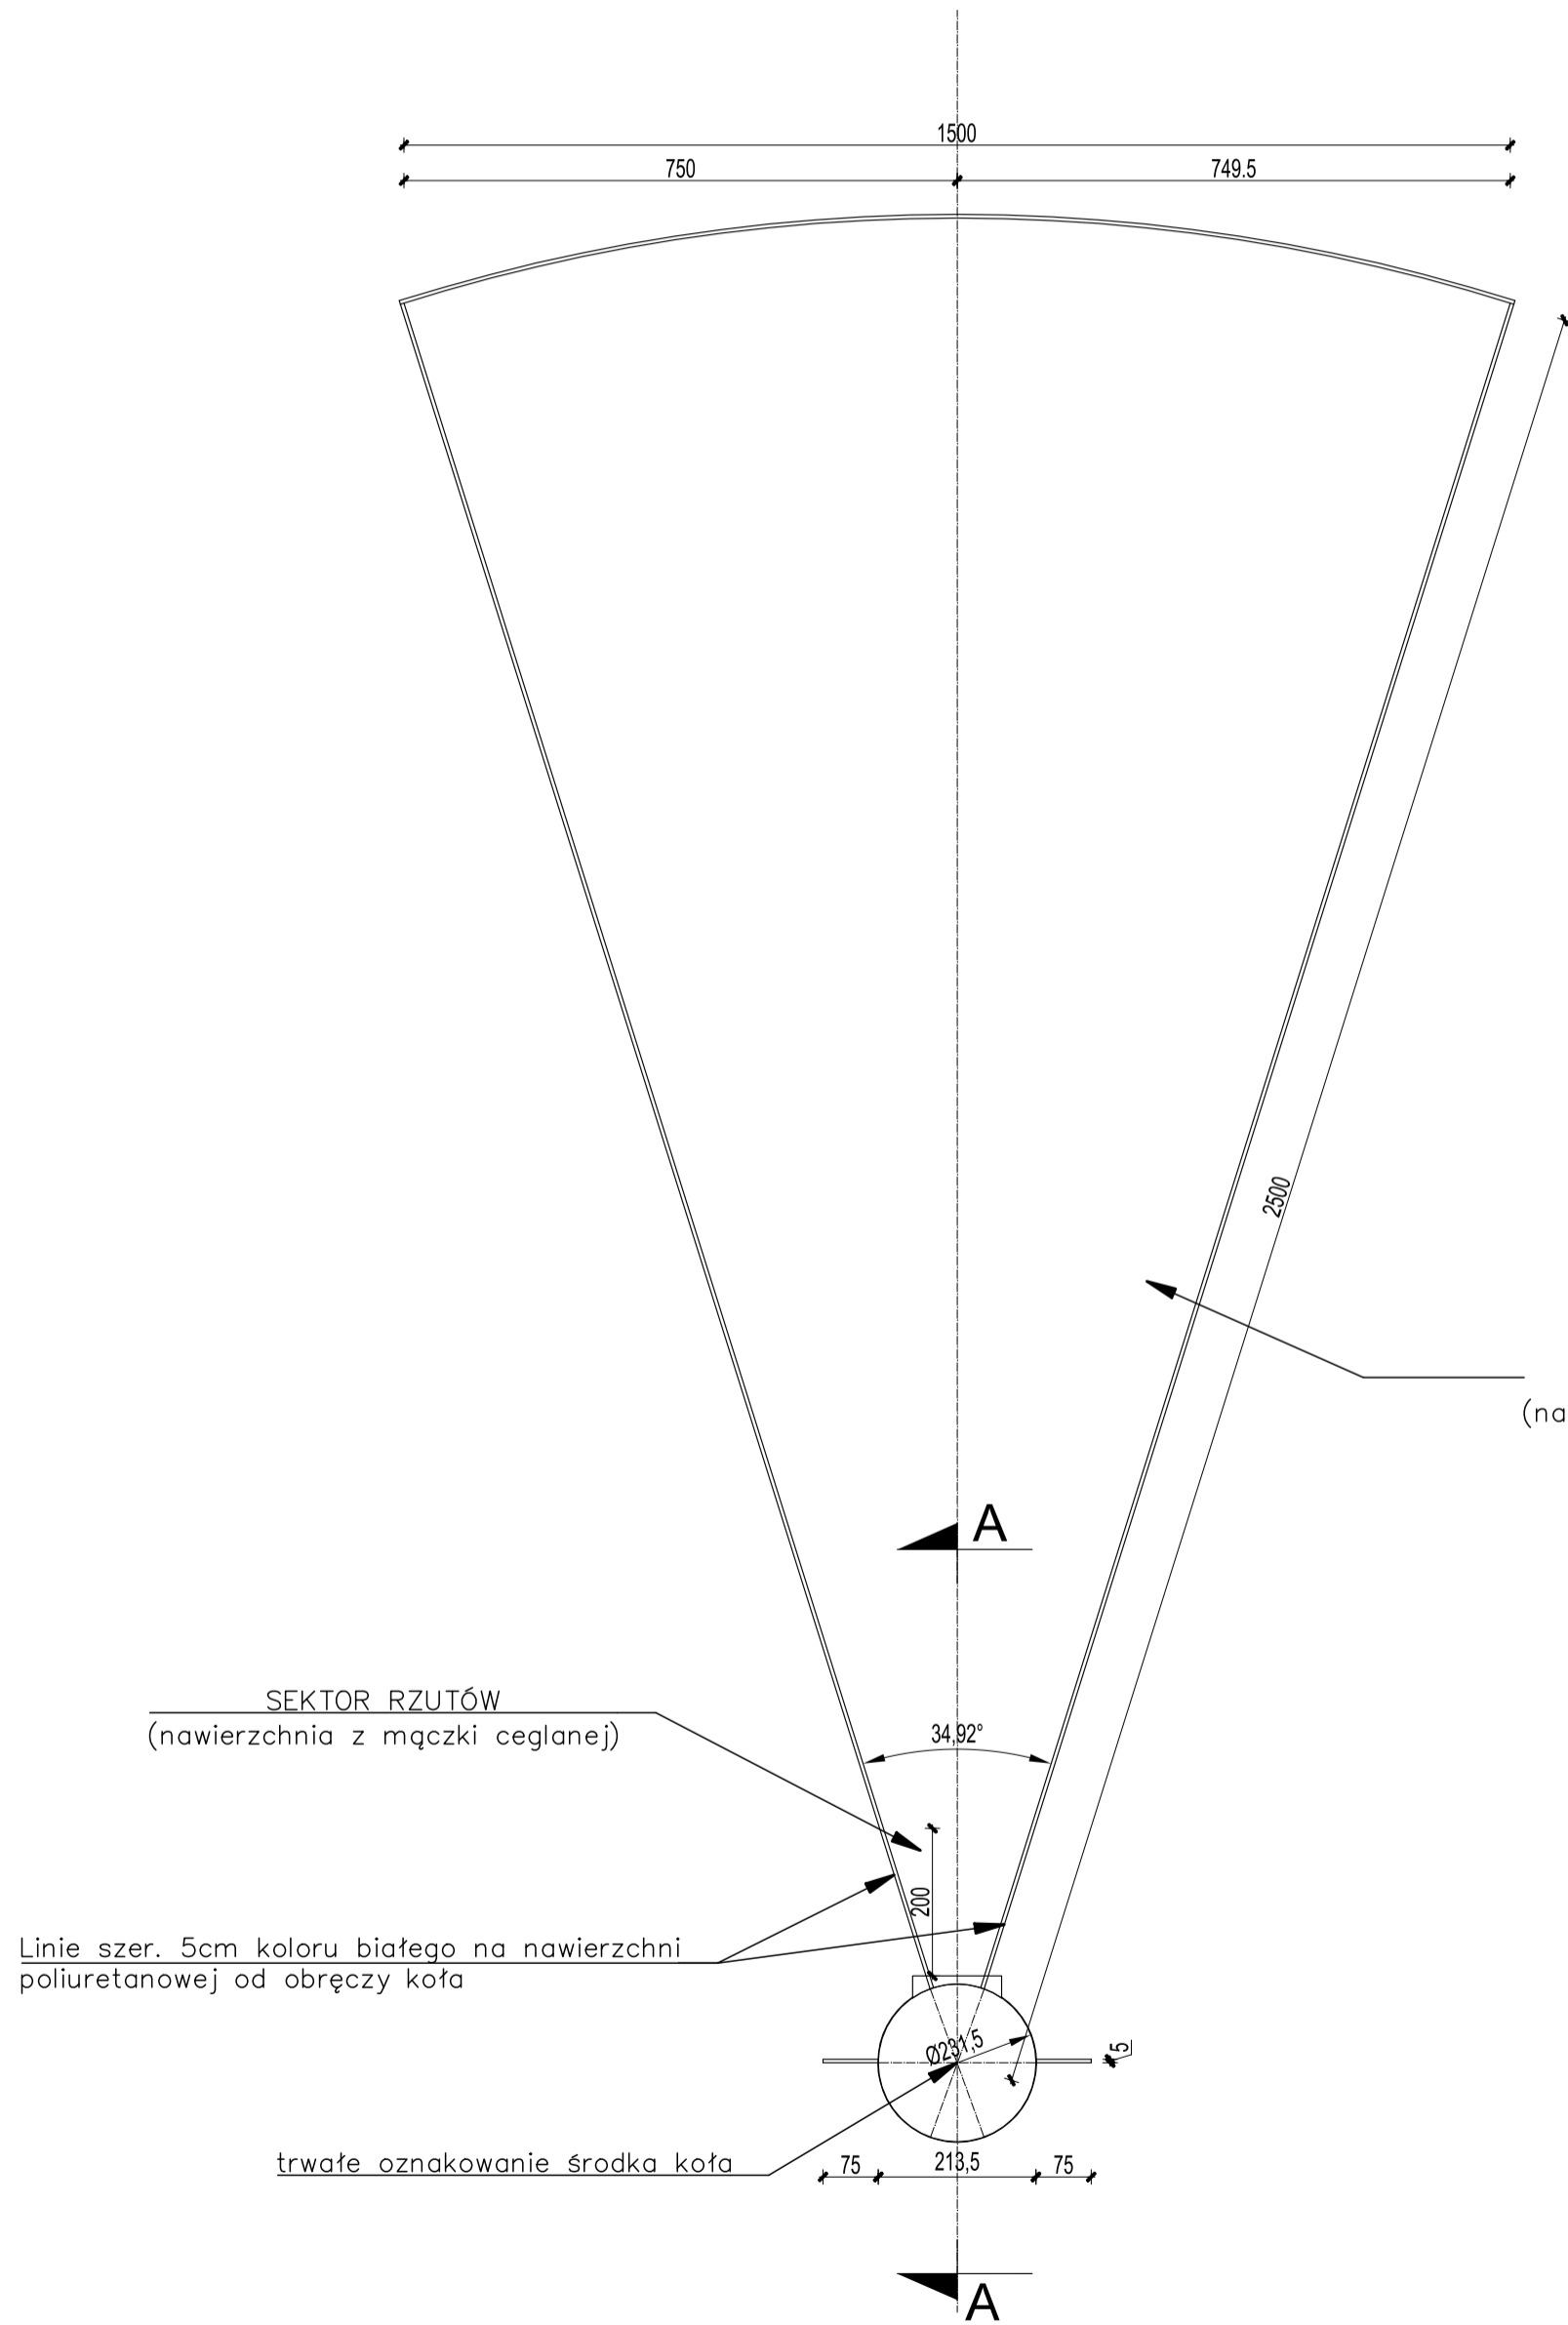 1500
750
749.5
2500
(na
A
SEKTOR RZUTÓW
(nawierzchnia z mączki ceglanej)
34,92°
200
Linie szer. 5cm koloru białego na nawierzchni
poliuretanowej od obręczy koła
Ø231,5
5
trwałe oznakowanie środka koła
75
213,5
75
A